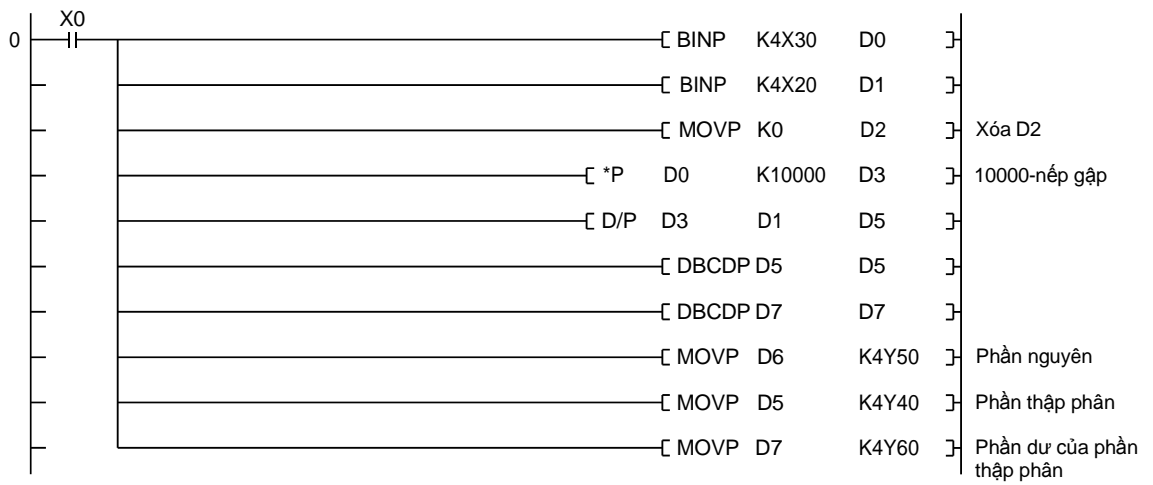 X0
0 BINP K4X30 D0
BINP K4X20 D1
MOVP K0 D2 Xóa D2
*P D0 K10000 D3 10000-nếp gập
D/P D3 D1 D5
DBCDP D5 D5
DBCDP D7 D7
MOVP D6 K4Y50 Phần nguyên
MOVP D5 K4Y40 Phần thập phân
MOVP D7 K4Y60 Phần dư của phần
thập phân